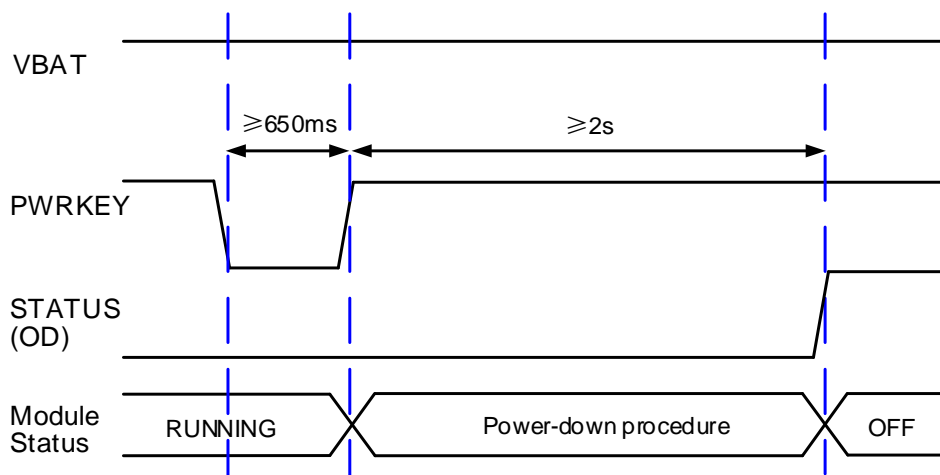 VBAT
≥650ms
≥2s
PWRKEY
STATUS
(OD)
Module
Status
RUNNING
Power-down procedure
OFF